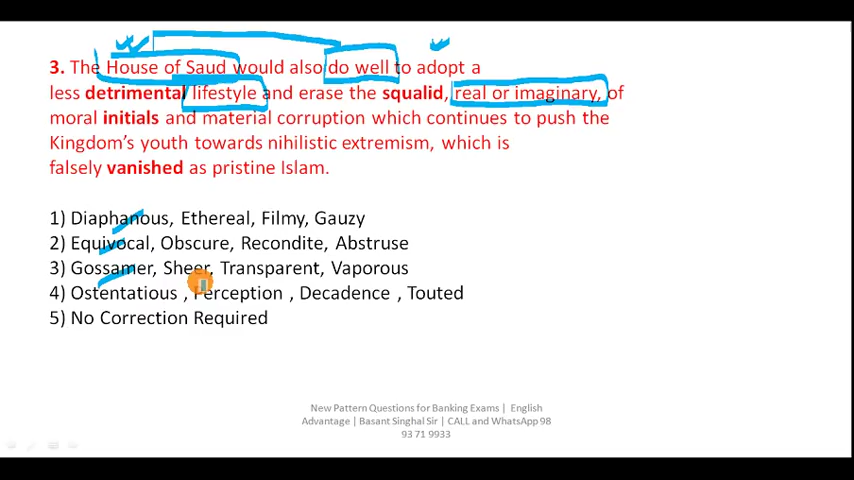 3. The House of Saud would also do well to adopt a
less detrimental lifestyle and erase the squalid, real or imaginary, of
moral initials and material corruption which continues to push the
Kingdom's youth towards nihilistic extremism, which is
falsely vanished as pristine Islam.
1) Diaphanous, Ethereal, Filmy, Gauzy
2) Equivocal, Obscure, Recondite, Abstruse
3) Gossamer, Sheer, Transparent, Vaporous
4) Ostentatious , Perception , Decadence , Touted
5) No Correction Required
New Pattern Questions for Banking Exams | English
Advantage | Basant Singhal Sir | CALL and WhatsApp 98
93 71 9933